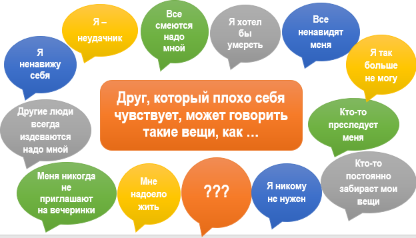 Я –
неудачник
Все
смеются
надо
мной
Я хотел
бы
умереть
Все
ненавидят
меня
Я
ненавижу
себя
Я так
больше
не могу
Друг, который плохо себя
чувствует, может говорить
такие вещи, как …
Другие люди
всегда
издеваются
надо мной
Кто-то
преследует
меня
Меня никогда
не
приглашают
на вечеринки
Мне
надоело
жить
???
Я никому
не нужен
Кто-то
постоянно
забирает мои
вещи